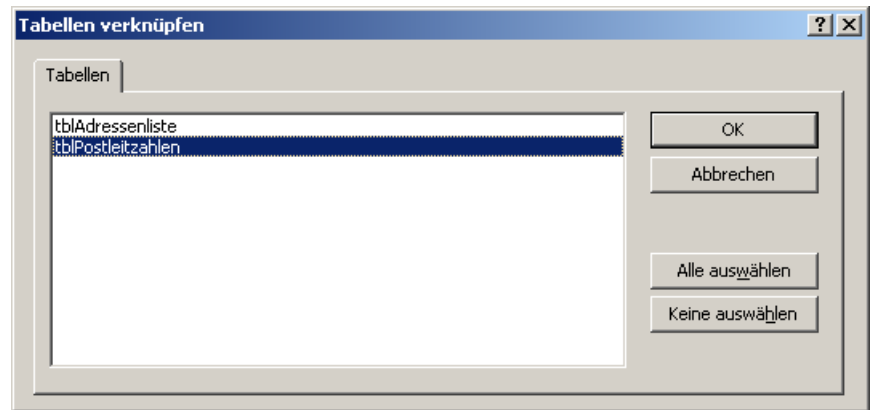 Tabellen verknüpfen
Tabellen
tblAdressenliste
tblPostleitzahlen
OK
Abbrechen
Alle auswählen
Keine auswählen